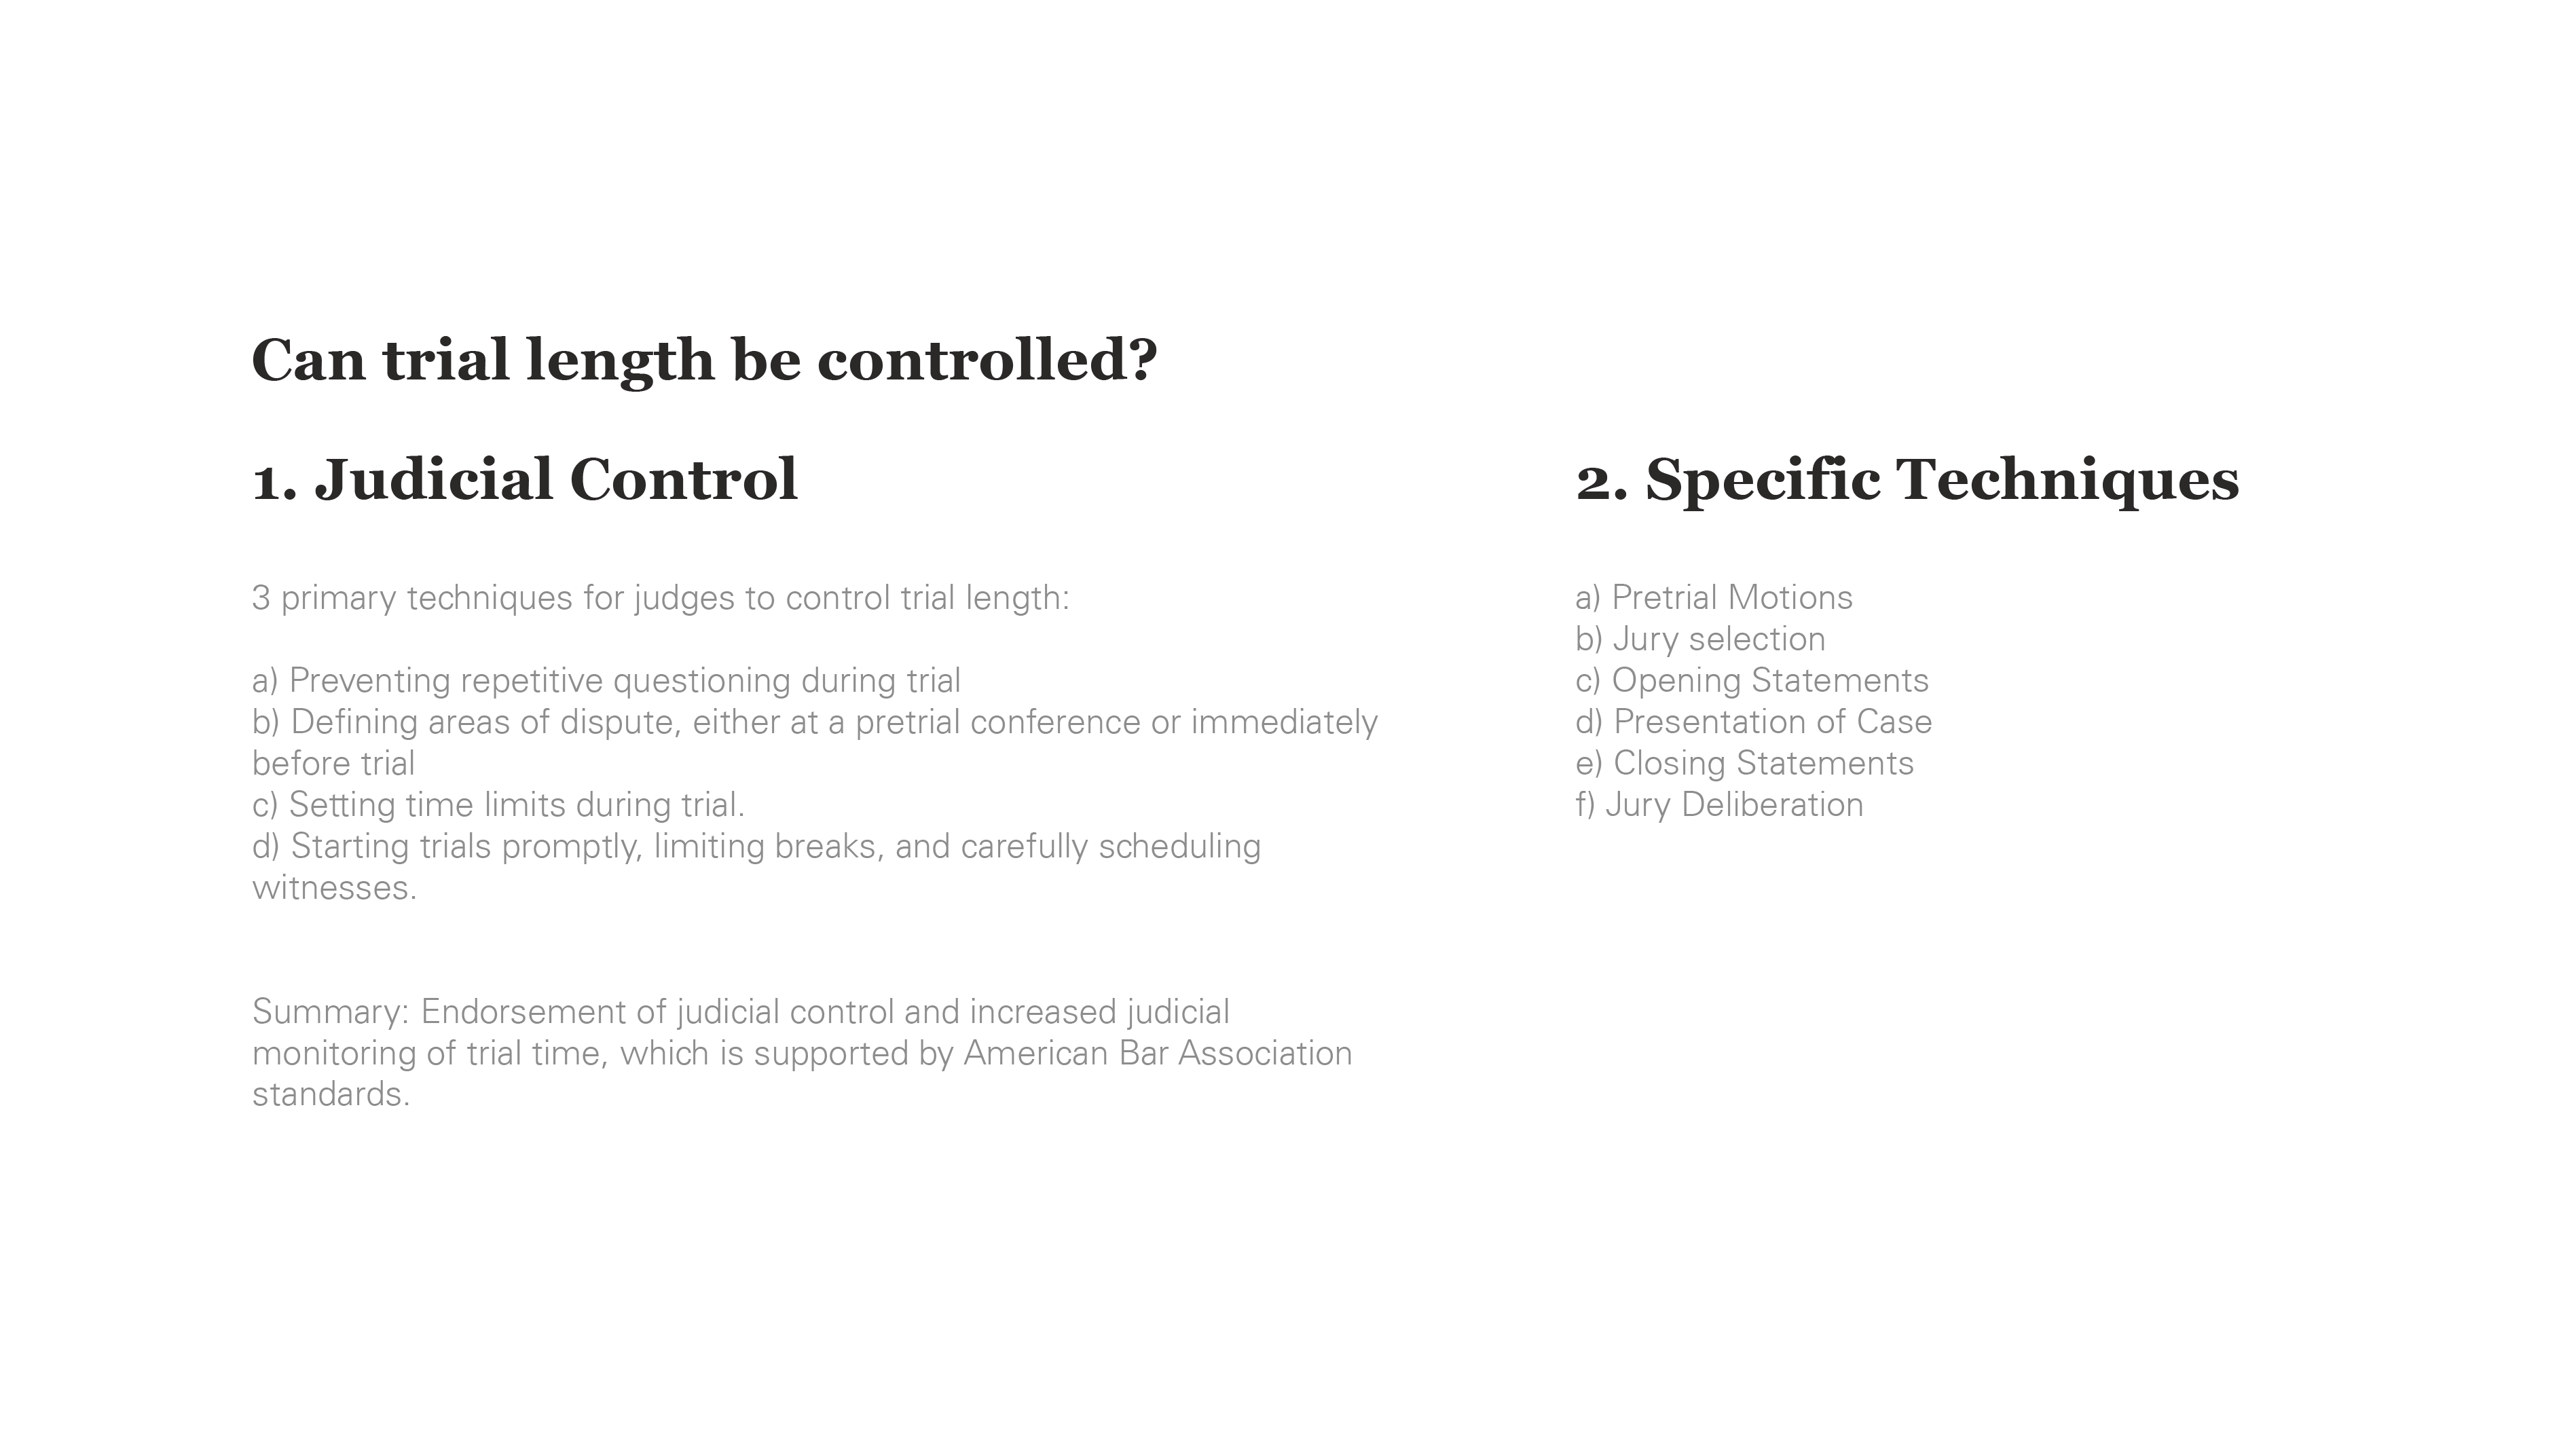 Can trial length be controlled?
1. Judicial Control
3 primary techniques for judges to control trial length:
a) Preventing repetitive questioning during trial
b) Defining areas of dispute, either at a pretrial conference or immediately
before trial
c) Setting time limits during trial.
d) Starting trials promptly, limiting breaks, and carefully scheduling
witnesses.
Summary: Endorsement of judicial control and increased judicial
monitoring of trial time, which is supported by American Bar Association
standards.
2. Specific Techniques
a) Pretrial Motions
b) Jury selection
c) Opening Statements
d) Presentation of Case
e) Closing Statements
f) Jury Deliberation